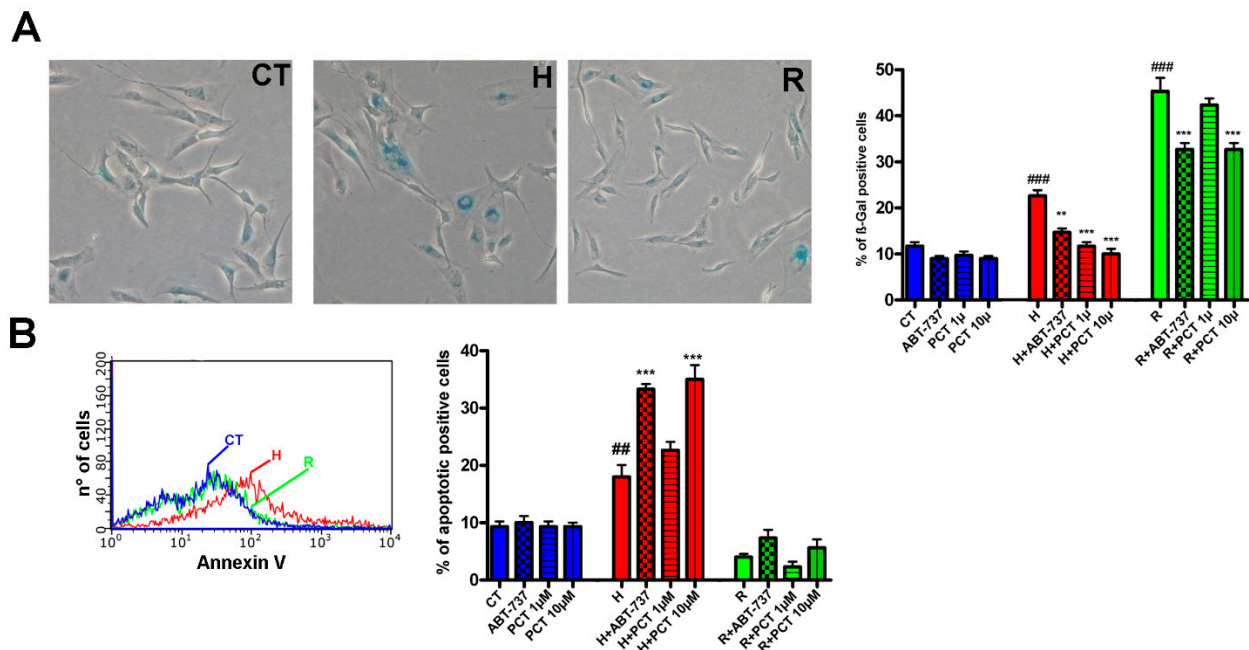 A
CT
H
R
% of ß-Gal positive cells
50
40
30
20
10
0
###
**
***
***
###
***
***
CT
ABT-737
PCT 1µ
PCT 10µ
H
H+ABT-737
H+PCT 1µ
H+PCT 10µ
R
R+ABT-737
R+PCT 1µ
R+PCT 10µ
B
n° of cells
200
160
120
80
40
0
CT
H
R
10⁰
10¹
10²
10³
10⁴
Annexin V
% of apoptotic positive cells
40
30
20
10
0
##
***
***
CT
ABT-737
PCT 1µM
PCT 10µM
H
H+ABT-737
H+PCT 1µM
H+PCT 10µM
R
R+ABT-737
R+PCT 1µM
R+PCT 10µM